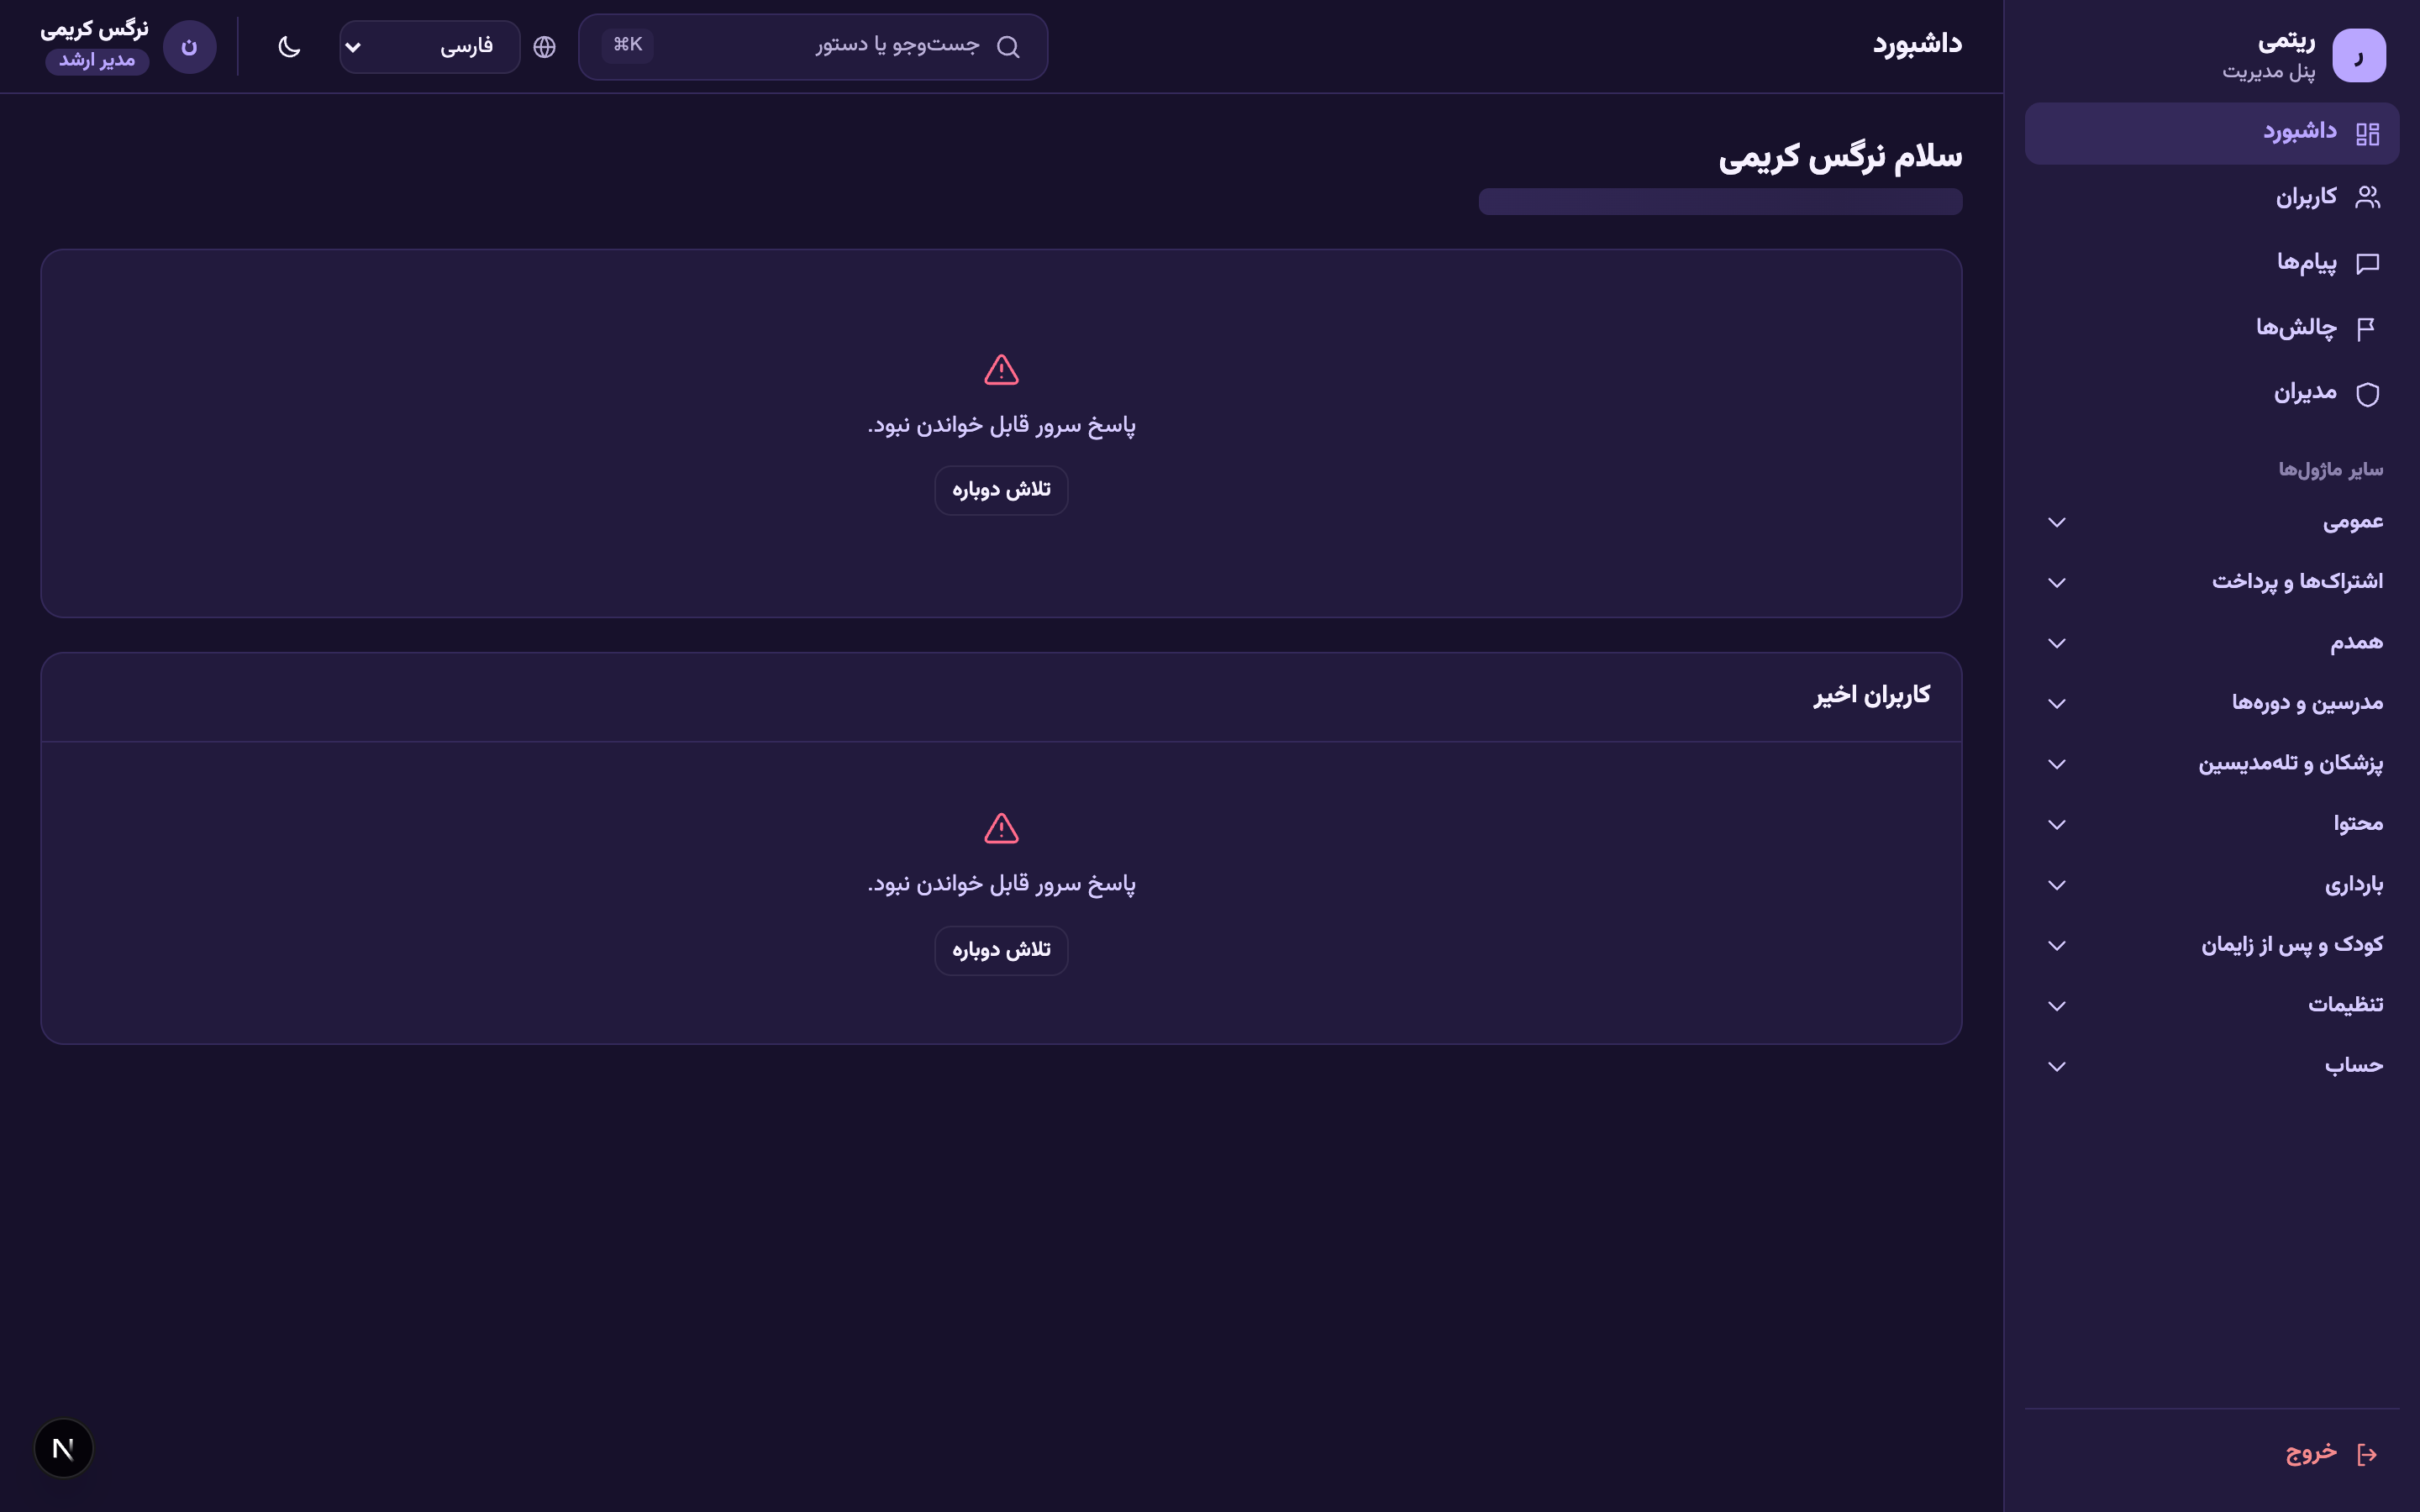 ر
ریتمی
پنل مدیریت
داشبورد
کاربران
پیام‌ها
چالش‌ها
مدیران
سایر ماژول‌ها
عمومی
اشتراک‌ها و پرداخت
همدم
مدرسین و دوره‌ها
پزشکان و تله‌مدیسین
محتوا
بارداری
کودک و پس از زایمان
تنظیمات
حساب
خروج
داشبورد
جست‌وجو یا دستور
⌘K
فارسی
ن
نرگس کریمی
مدیر ارشد
سلام نرگس کریمی
پاسخ سرور قابل خواندن نبود.
تلاش دوباره
کاربران اخیر
پاسخ سرور قابل خواندن نبود.
تلاش دوباره
N